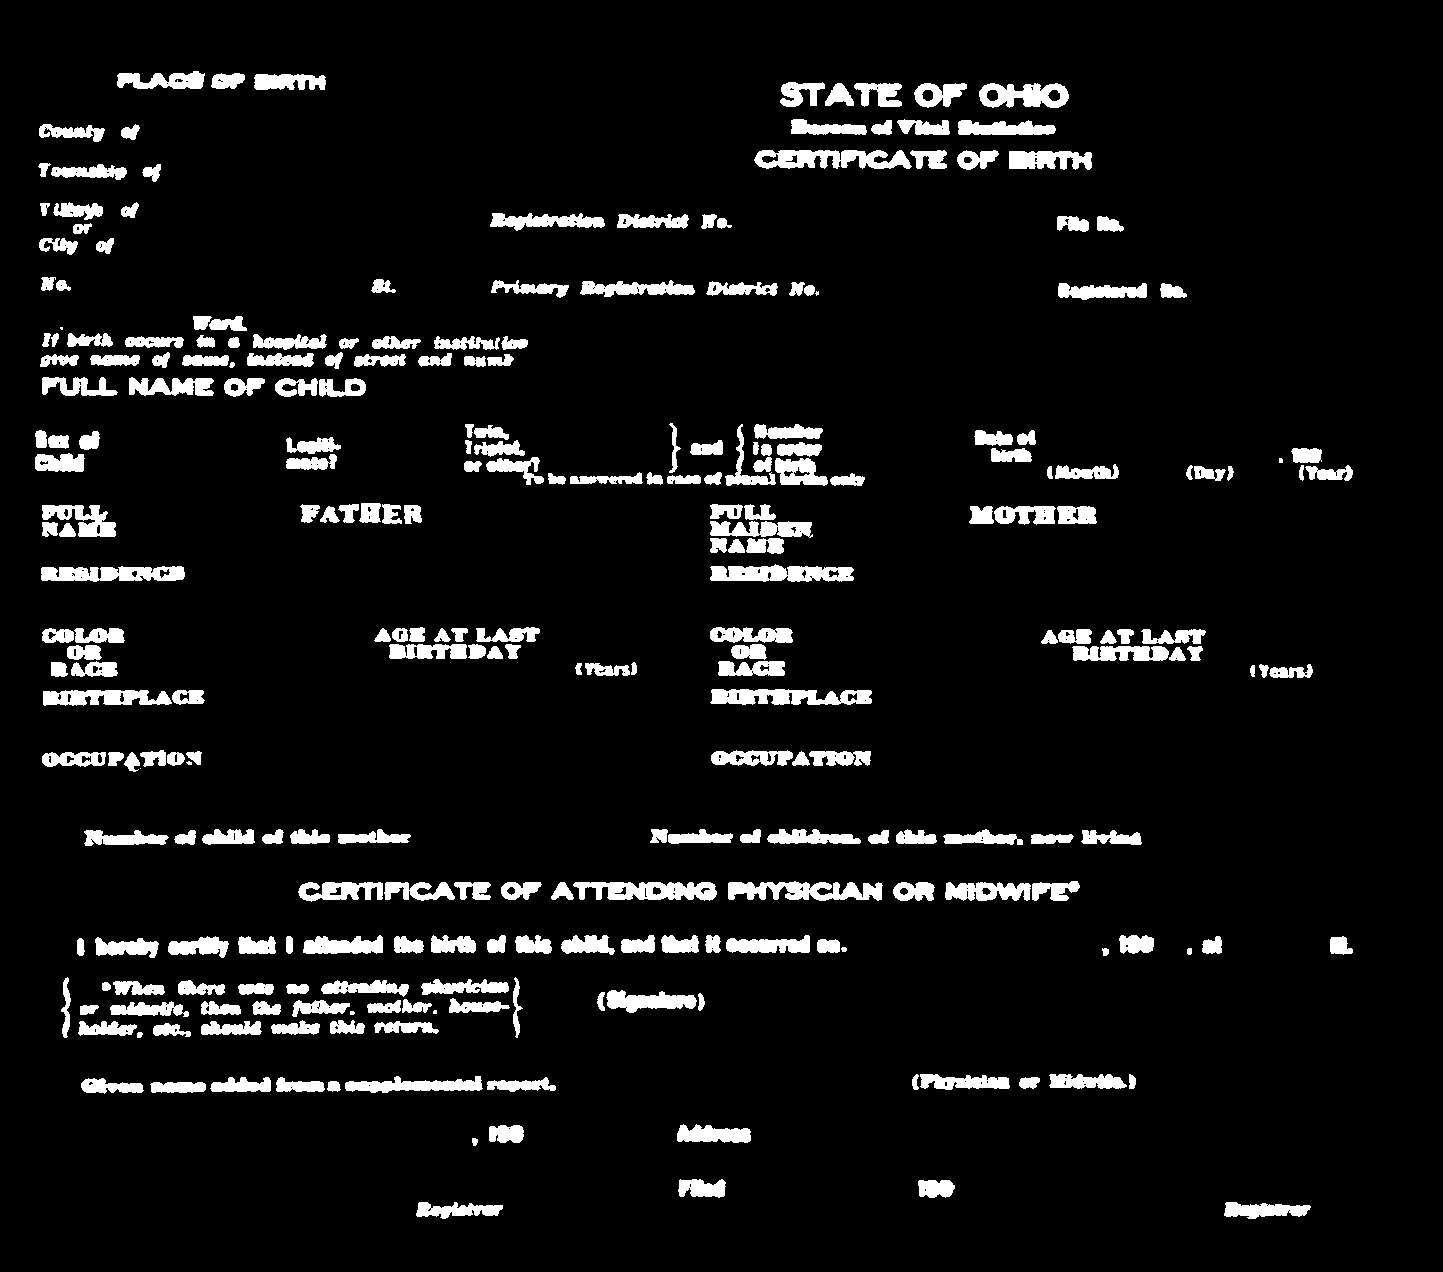 PLACE OF BIRTH
STATE OF OHIO
Bureau of Vital Statistics
CERTIFICATE OF BIRTH
County of
Township of
Village of
or
City of
Registration District No.
File No.
No.
St.
Primary Registration District No.
Registered No.
Ward.
If birth occurs in a hospital or other institution
give name of same, instead of street and numb
FULL NAME OF CHILD
Sex of
Child
Legiti-
mate?
Twin,
Triplet,
or other?
and
Number
in order
of birth
To be answered in case of plural births only
Date of
birth
, 190
(Month) (Day) (Year)
FULL
NAME
FATHER
FULL
MAIDEN
NAME
MOTHER
RESIDENCE
RESIDENCE
COLOR
OR
RACE
AGE AT LAST
BIRTHDAY
(Years)
COLOR
OR
RACE
AGE AT LAST
BIRTHDAY
(Years)
BIRTHPLACE
BIRTHPLACE
OCCUPATION
OCCUPATION
Number of child of this mother
Number of children, of this mother, now living
CERTIFICATE OF ATTENDING PHYSICIAN OR MIDWIFE*
I hereby certify that I attended the birth of this child, and that it occurred on. , 190 , at M.
*When there was no attending physician
or midwife, then the father, mother, house-
holder, etc., should make this return.
(Signature)
Given name added from a supplemental report.
(Physician or Midwife.)
, 190
Address
Filed 190
Registrar
Registrar